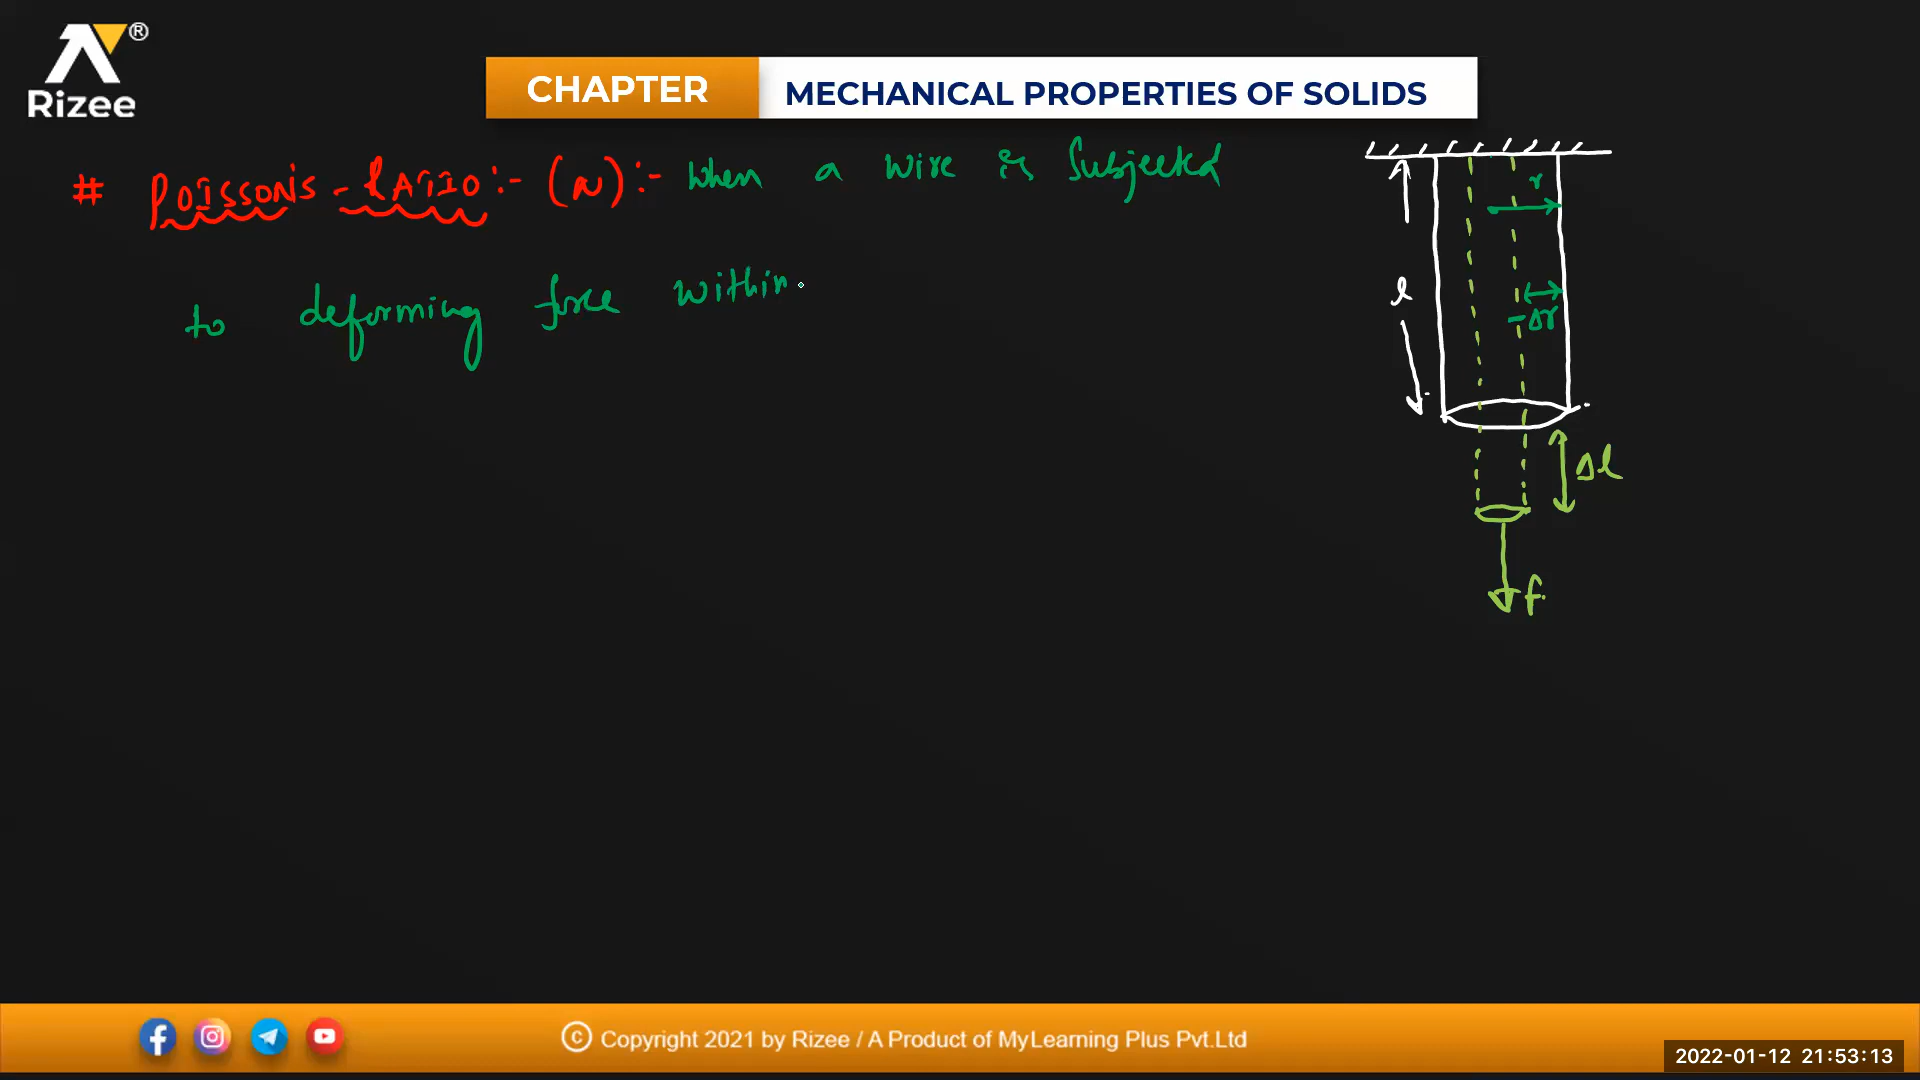 Rizee®
CHAPTER MECHANICAL PROPERTIES OF SOLIDS
# POISSON'S - RATIO :- (N) :- When a wire is Subjected
to deforming force within
r
l
-Δr
Δl
f
© Copyright 2021 by Rizee / A Product of MyLearning Plus Pvt.Ltd
2022-01-12 21:53:13